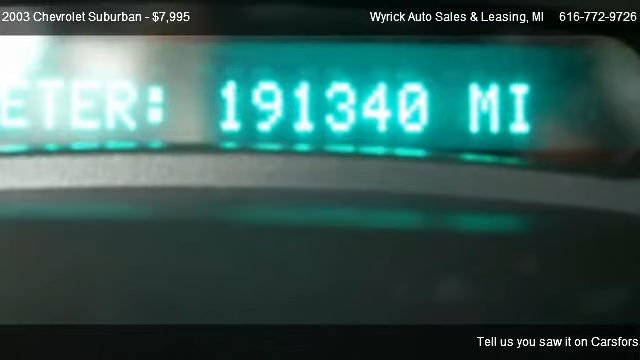 2003 Chevrolet Suburban - $7,995
Wyrick Auto Sales & Leasing, MI 616-772-9726
ETER: 191340 MI
Tell us you saw it on Carsfors